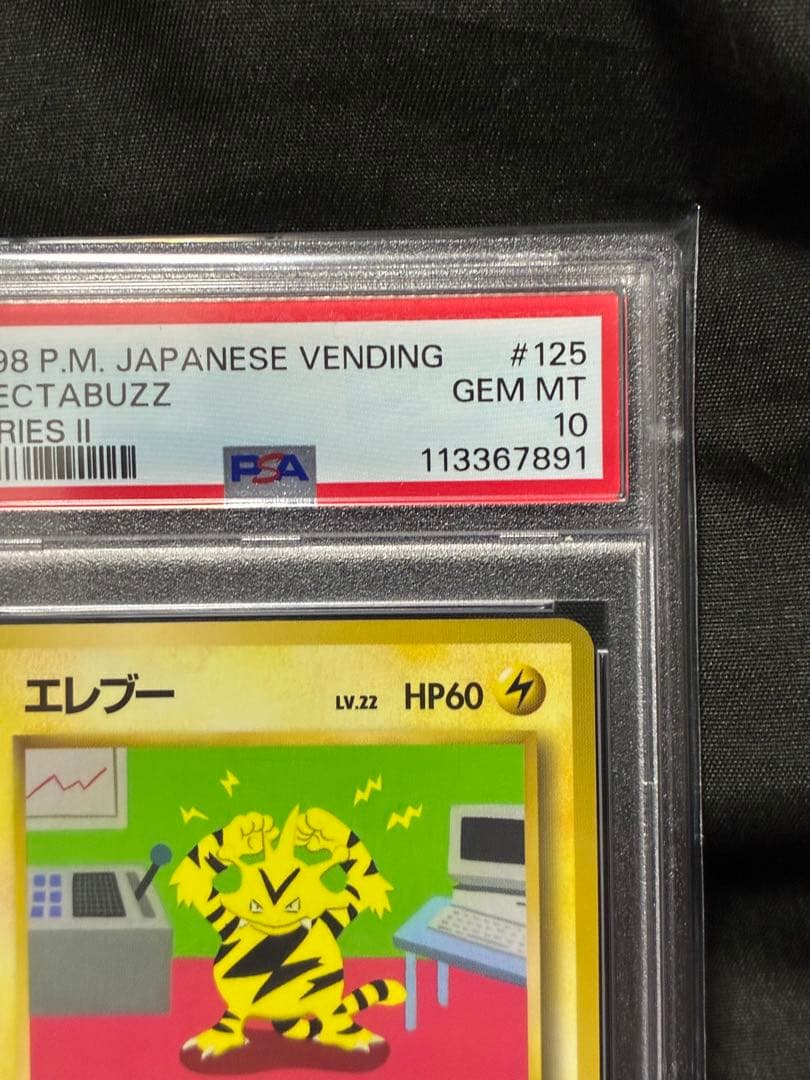 98 P.M. JAPANESE VENDING #125
ECTABUZZ GEM MT
RIES II 10
PSA 113367891
エレブー LV.22 HP60